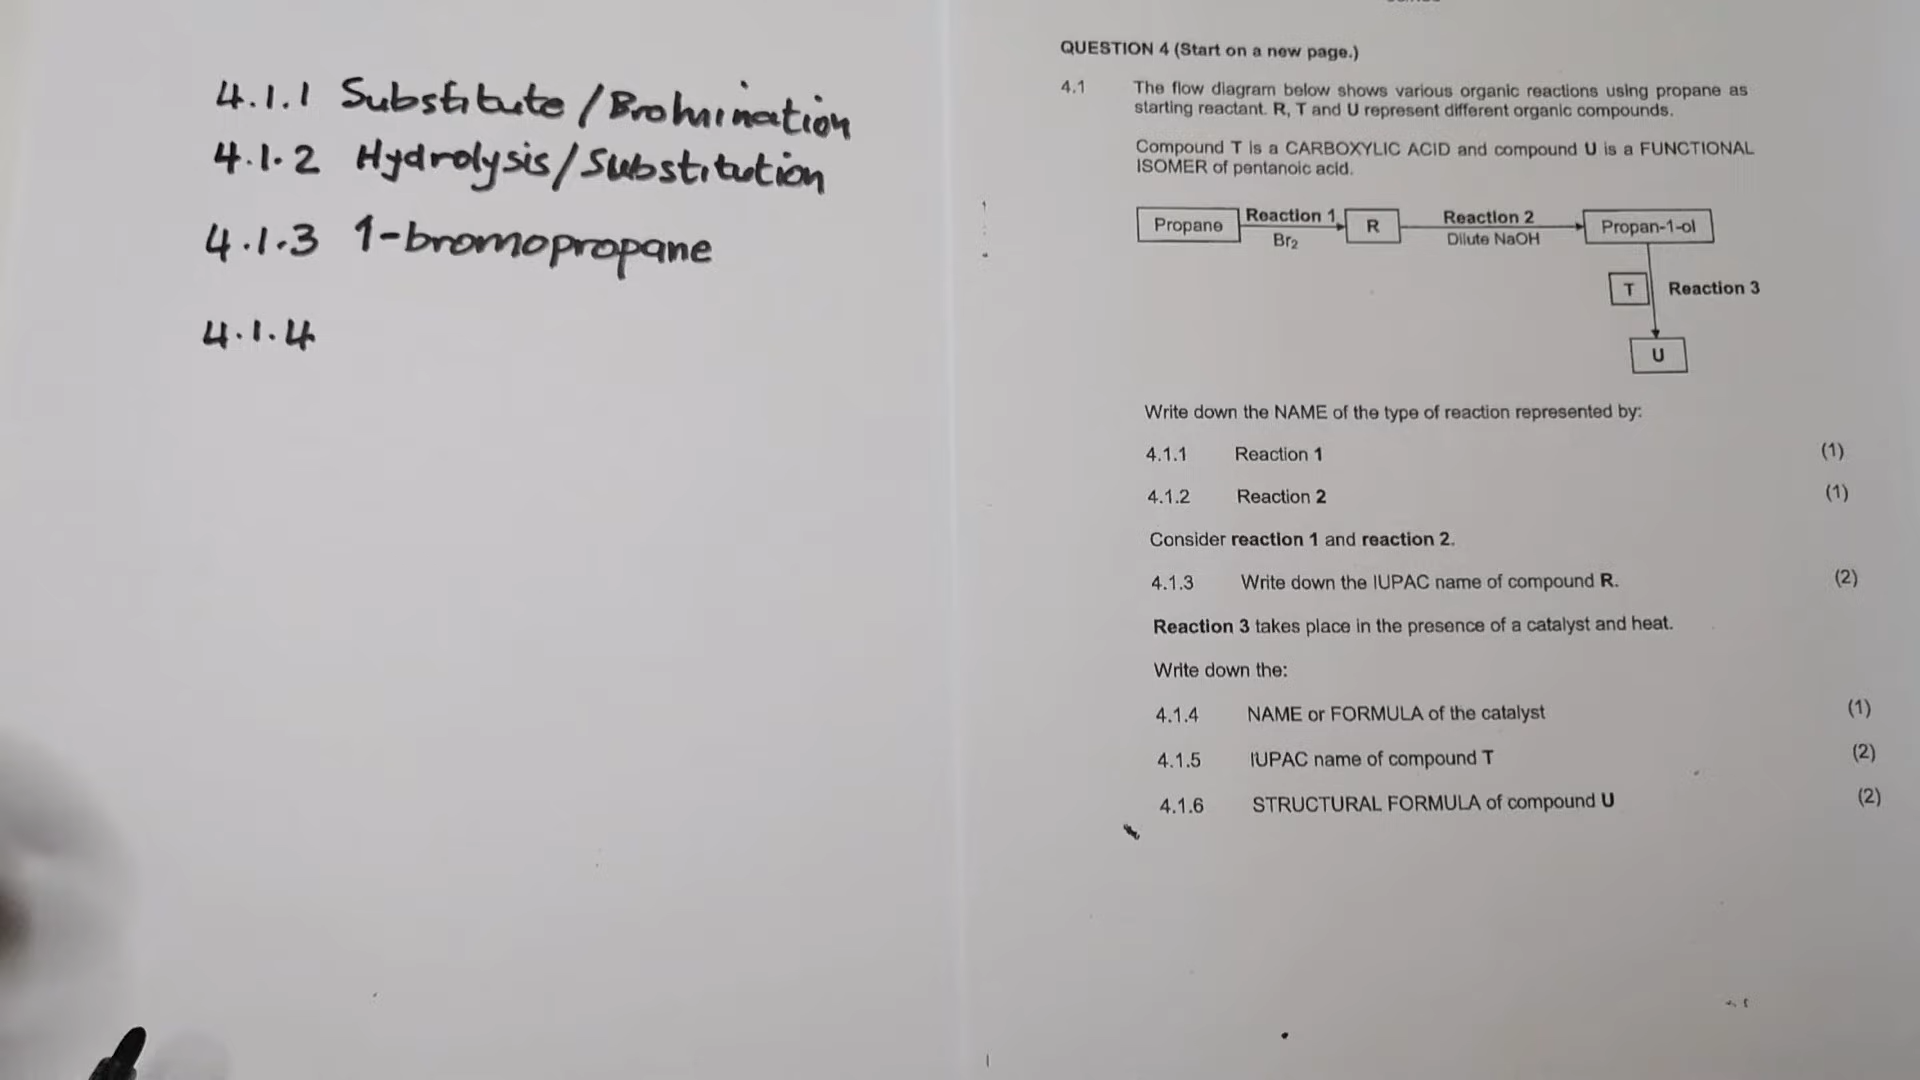 4.1.1 Substitute/Bromination
4.1.2 Hydrolysis/Substitution
4.1.3 1-bromopropane
4.1.4
QUESTION 4 (Start on a new page.)
4.1 The flow diagram below shows various organic reactions using propane as
starting reactant. R, T and U represent different organic compounds.
Compound T is a CARBOXYLIC ACID and compound U is a FUNCTIONAL
ISOMER of pentanoic acid.
Propane Reaction 1 Br2 R Reaction 2 Dilute NaOH Propan-1-ol
T Reaction 3
U
Write down the NAME of the type of reaction represented by:
4.1.1 Reaction 1 (1)
4.1.2 Reaction 2 (1)
Consider reaction 1 and reaction 2.
4.1.3 Write down the IUPAC name of compound R. (2)
Reaction 3 takes place in the presence of a catalyst and heat.
Write down the:
4.1.4 NAME or FORMULA of the catalyst (1)
4.1.5 IUPAC name of compound T (2)
4.1.6 STRUCTURAL FORMULA of compound U (2)